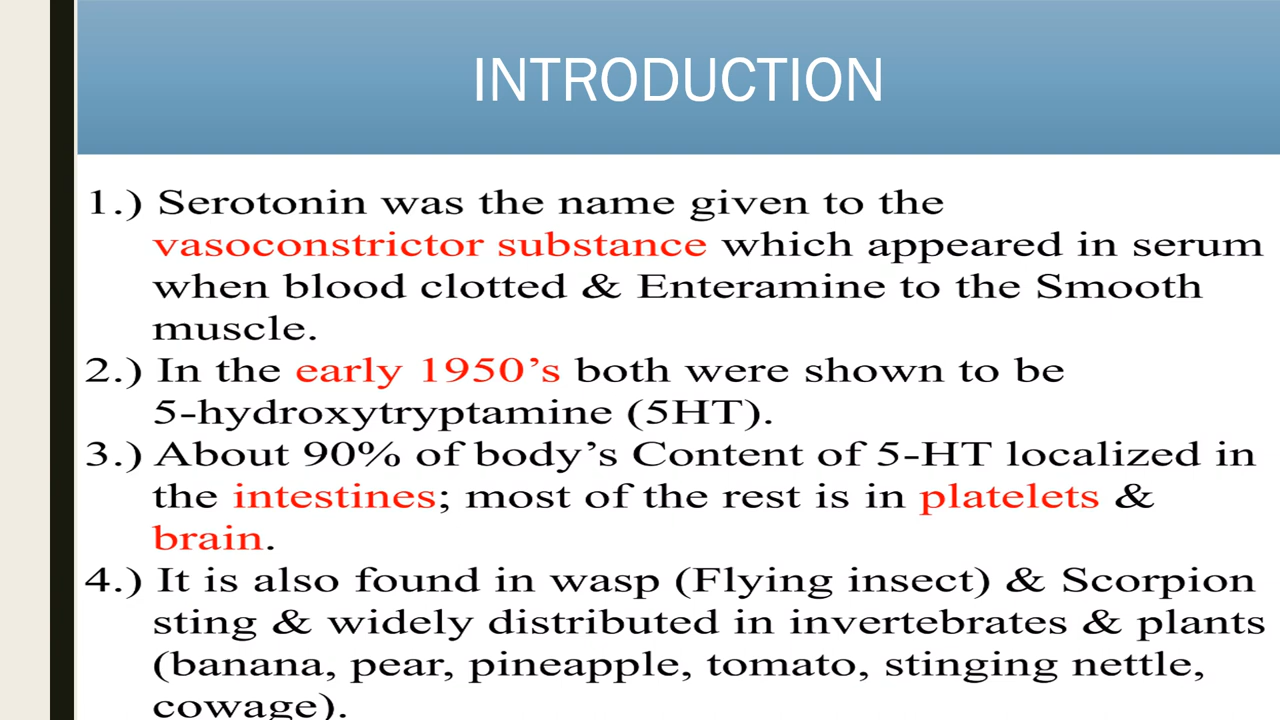 INTRODUCTION
1.) Serotonin was the name given to the
vasoconstrictor substance which appeared in serum
when blood clotted & Enteramine to the Smooth
muscle.
2.) In the early 1950’s both were shown to be
5-hydroxytryptamine (5HT).
3.) About 90% of body’s Content of 5-HT localized in
the intestines; most of the rest is in platelets &
brain.
4.) It is also found in wasp (Flying insect) & Scorpion
sting & widely distributed in invertebrates & plants
(banana, pear, pineapple, tomato, stinging nettle,
cowage).